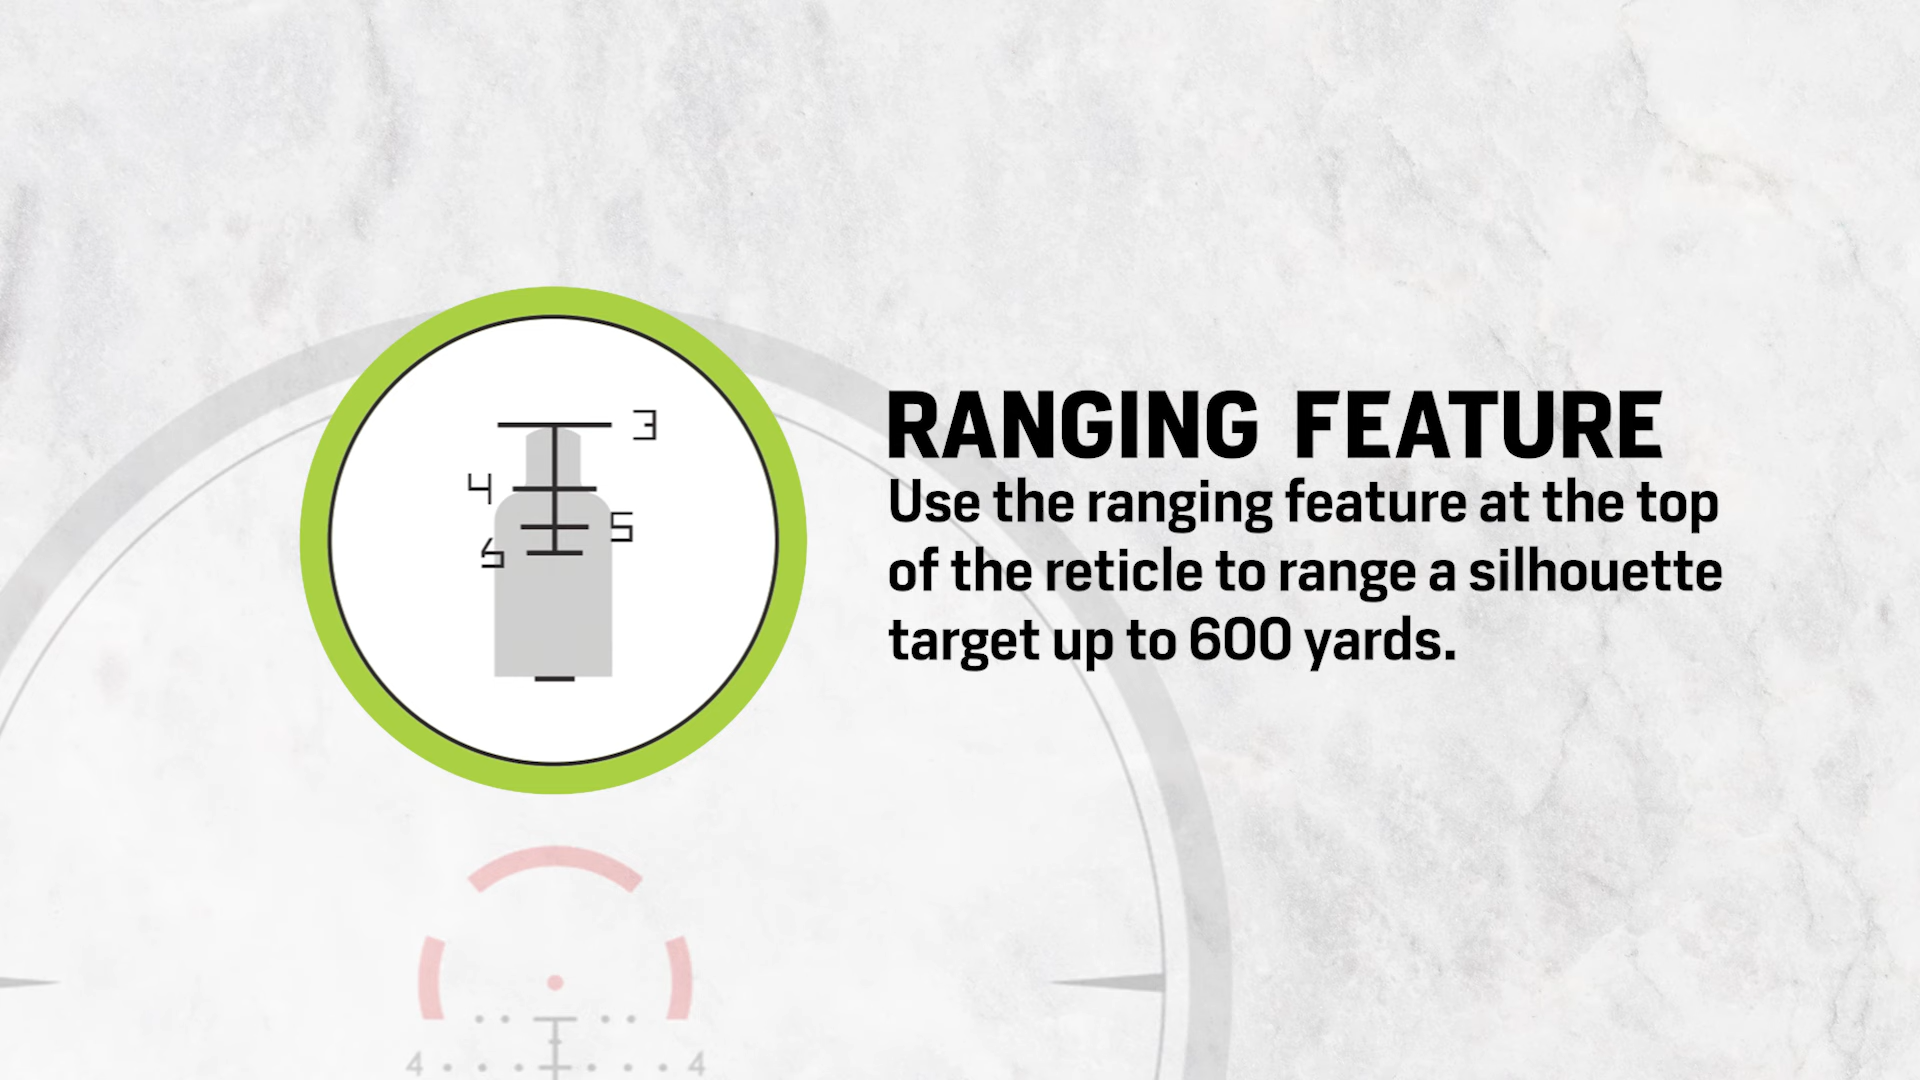 RANGING FEATURE
Use the ranging feature at the top
of the reticle to range a silhouette
target up to 600 yards.
3
4
5
6
4 4